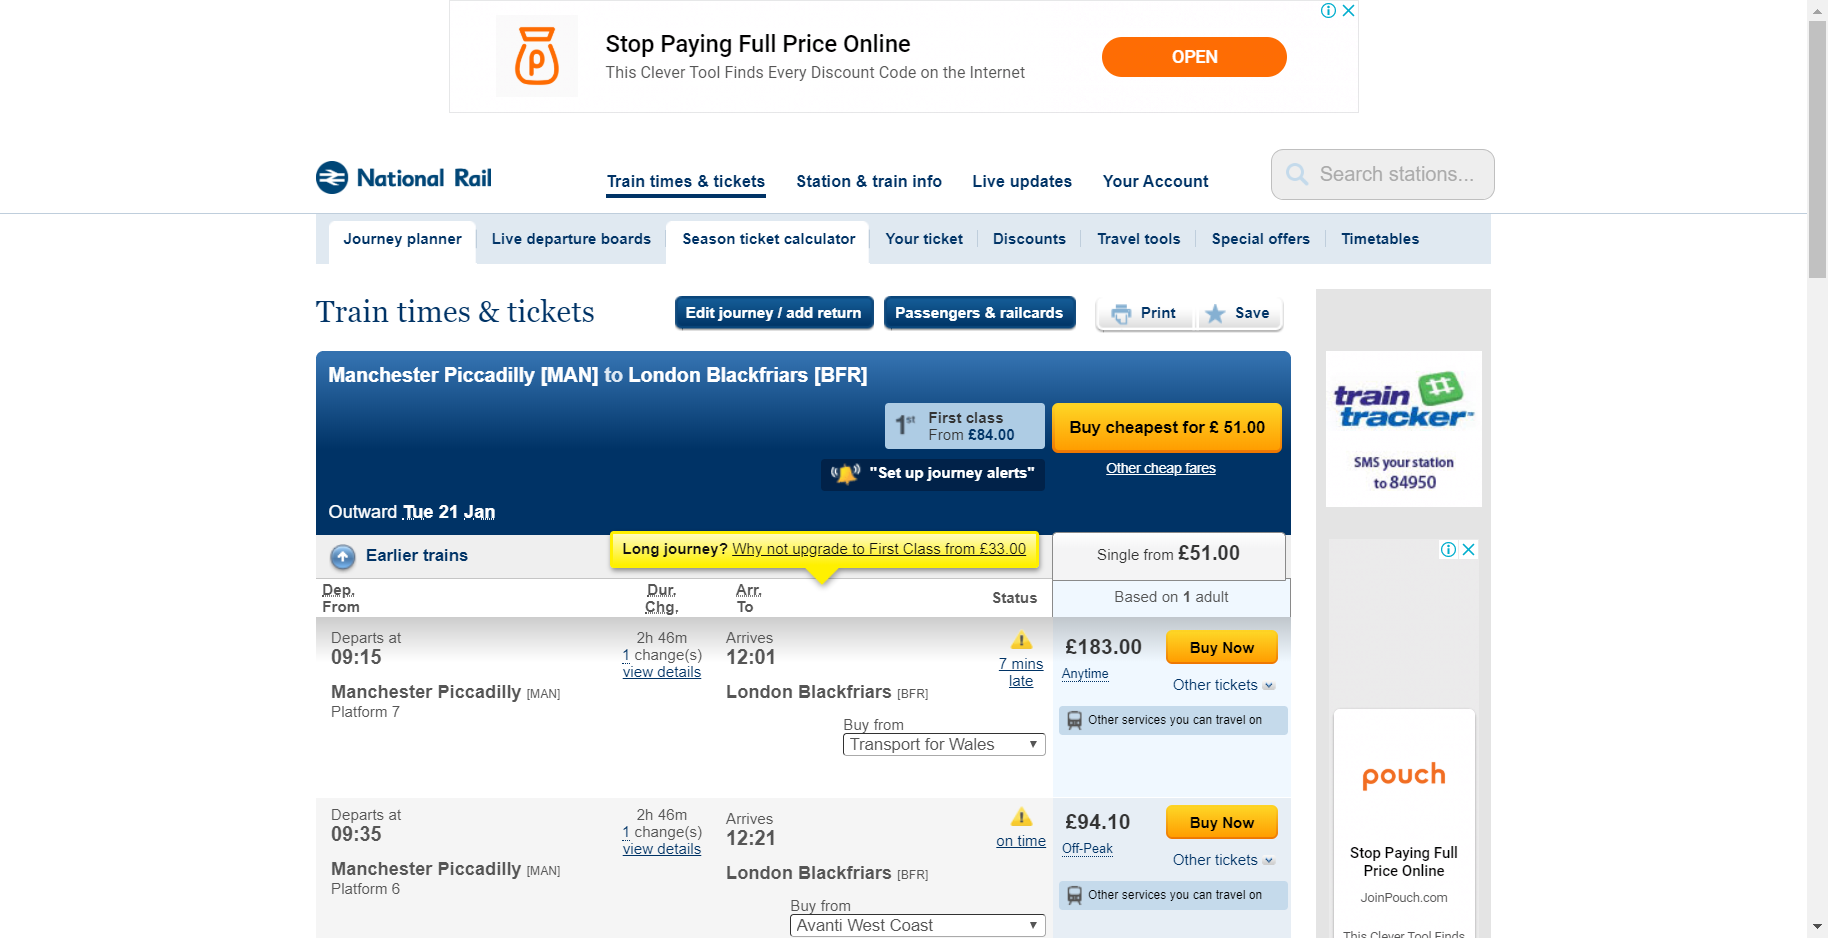 Stop Paying Full Price Online
This Clever Tool Finds Every Discount Code on the Internet
OPEN
National Rail
Train times & tickets
Station & train info
Live updates
Your Account
Search stations...
Journey planner
Live departure boards
Season ticket calculator
Your ticket
Discounts
Travel tools
Special offers
Timetables
Train times & tickets
Edit journey / add return
Passengers & railcards
Print
Save
Manchester Piccadilly [MAN] to London Blackfriars [BFR]
1st
First class
From £84.00
Buy cheapest for £ 51.00
"Set up journey alerts"
Other cheap fares
Outward Tue 21 Jan
Earlier trains
Long journey? Why not upgrade to First Class from £33.00
Single from £51.00
Dep.
From
Dur.
Chg.
Arr.
To
Status
Based on 1 adult
Departs at
09:15
Manchester Piccadilly [MAN]
Platform 7
2h 46m
1 change(s)
view details
Arrives
12:01
London Blackfriars [BFR]
7 mins
late
Buy from
Transport for Wales
£183.00
Anytime
Buy Now
Other tickets
Other services you can travel on
Departs at
09:35
Manchester Piccadilly [MAN]
Platform 6
2h 46m
1 change(s)
view details
Arrives
12:21
London Blackfriars [BFR]
on time
Buy from
Avanti West Coast
£94.10
Off-Peak
Buy Now
Other tickets
Other services you can travel on
train
tracker™
SMS your station
to 84950
pouch
Stop Paying Full
Price Online
JoinPouch.com
This Clever Tool Finds